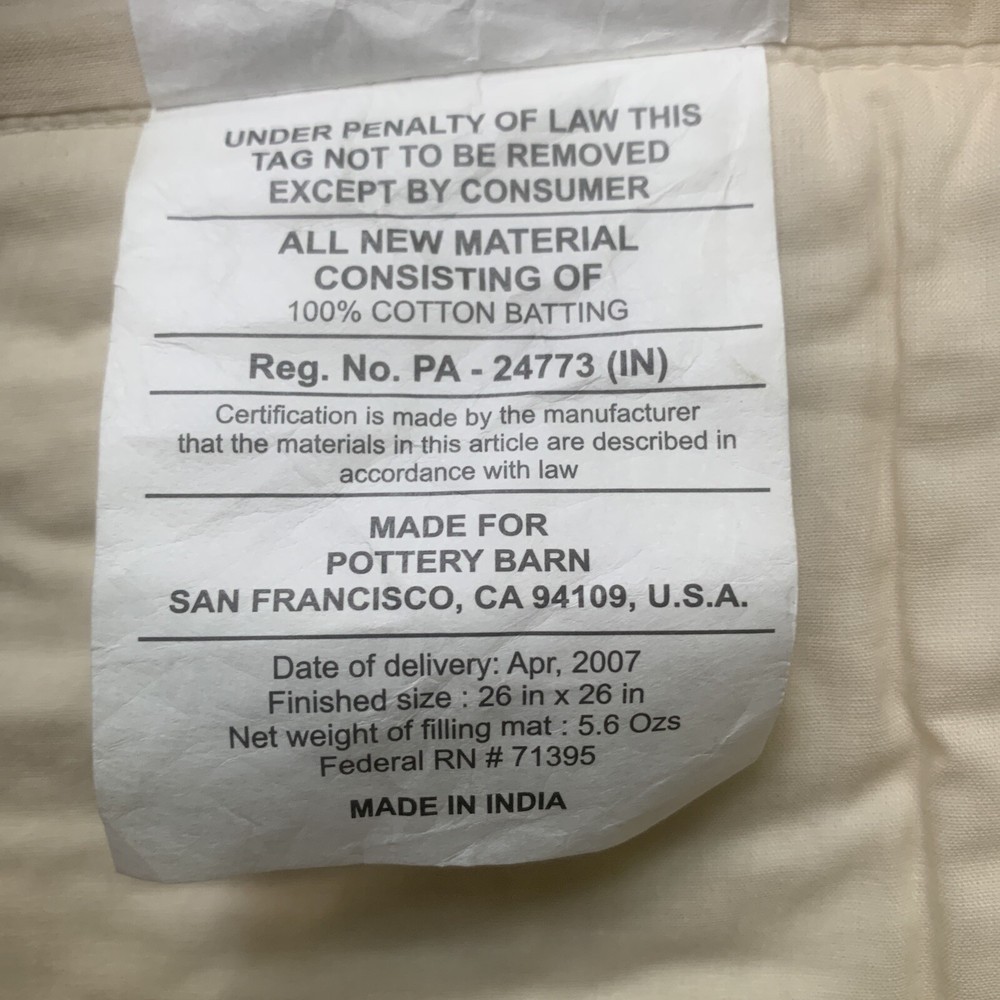 UNDER PENALTY OF LAW THIS
TAG NOT TO BE REMOVED
EXCEPT BY CONSUMER
ALL NEW MATERIAL
CONSISTING OF
100% COTTON BATTING
Reg. No. PA - 24773 (IN)
Certification is made by the manufacturer
that the materials in this article are described in
accordance with law
MADE FOR
POTTERY BARN
SAN FRANCISCO, CA 94109, U.S.A.
Date of delivery: Apr, 2007
Finished size : 26 in x 26 in
Net weight of filling mat : 5.6 Ozs
Federal RN # 71395
MADE IN INDIA